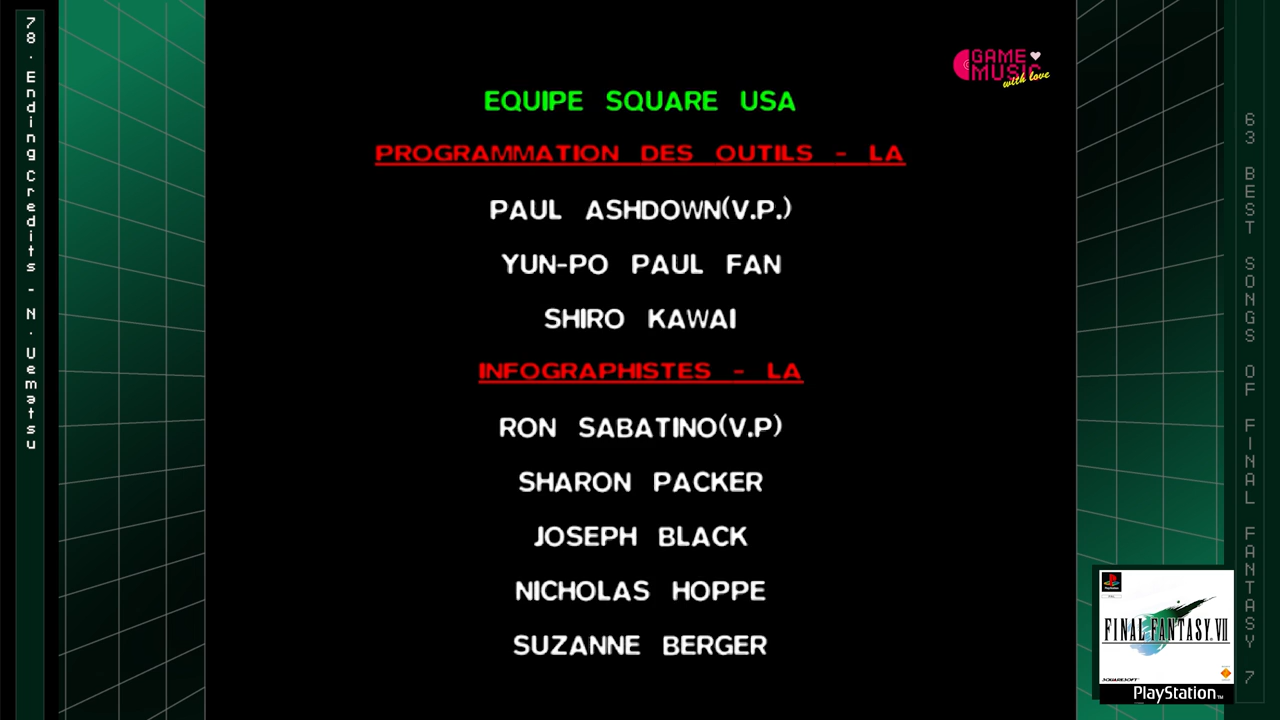 78. Ending Credits - N. Uematsu
GAME
MUSIC
with love
EQUIPE SQUARE USA
PROGRAMMATION DES OUTILS - LA
PAUL ASHDOWN(V.P.)
YUN-PO PAUL FAN
SHIRO KAWAI
INFOGRAPHISTES - LA
RON SABATINO(V.P)
SHARON PACKER
JOSEPH BLACK
NICHOLAS HOPPE
SUZANNE BERGER
63 BEST SONGS OF FINAL FANTASY 7
FINAL FANTASY. VII
SQUARESOFT
PlayStation™